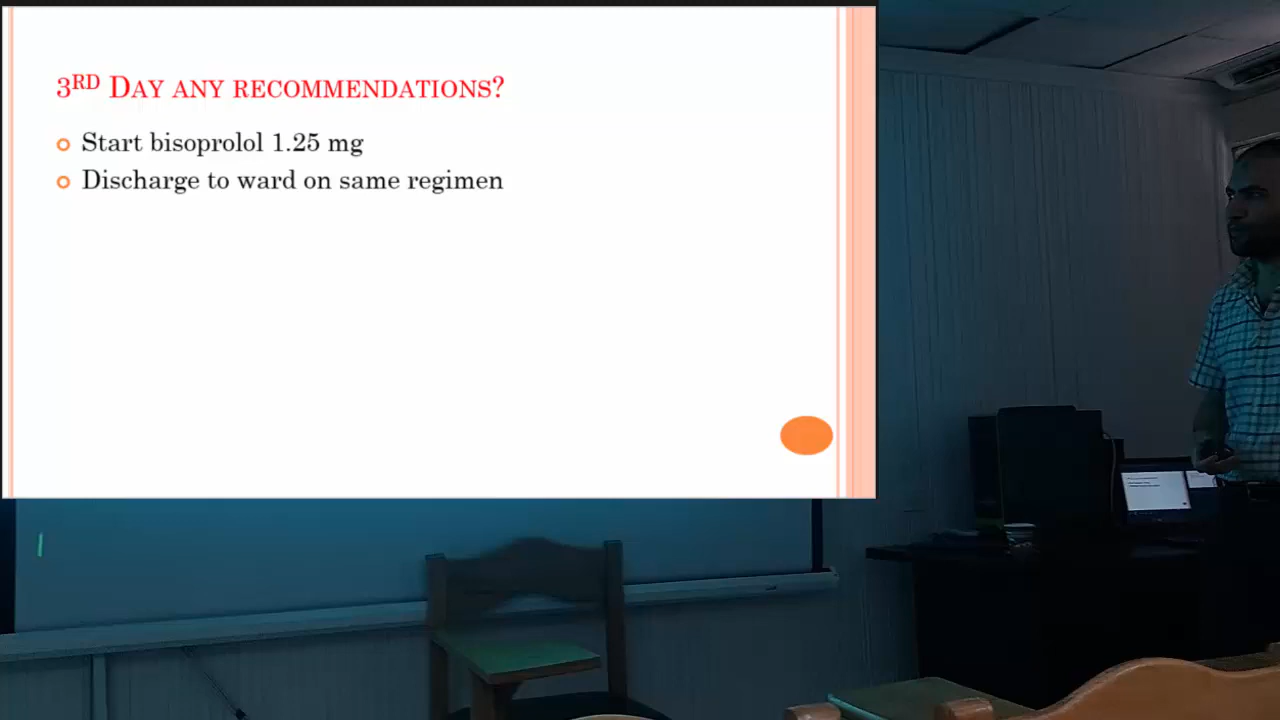 3RD DAY ANY RECOMMENDATIONS?
Start bisoprolol 1.25 mg
Discharge to ward on same regimen